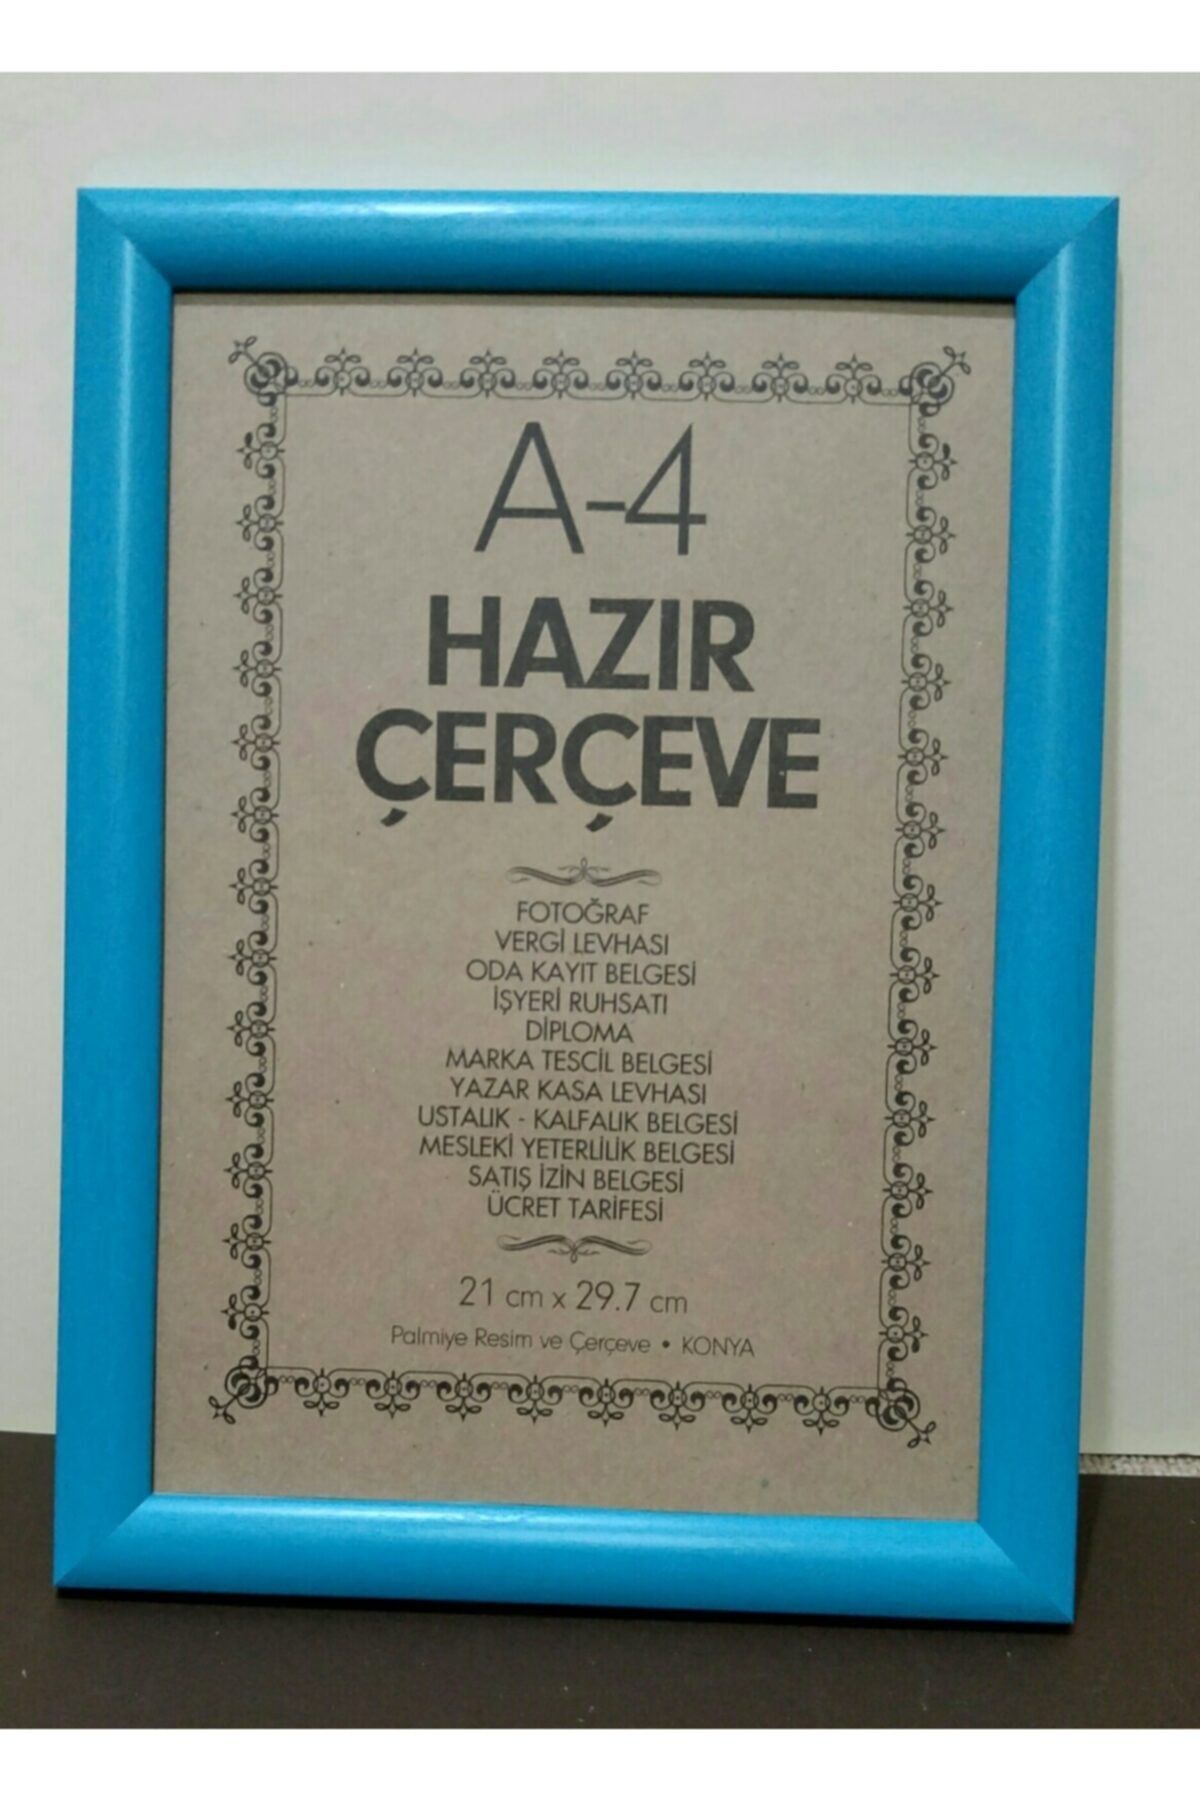 A-4
HAZIR
ÇERÇEVE
FOTOĞRAF
VERGİ LEVHASI
ODA KAYIT BELGESİ
İŞYERİ RUHSATI
DİPLOMA
MARKA TESCİL BELGESİ
YAZAR KASA LEVHASI
USTALIK - KALFALIK BELGESİ
MESLEKİ YETERLİLİK BELGESİ
SATIŞ İZİN BELGESİ
ÜCRET TARİFESİ
21 cm x 29.7 cm
Palmiye Resim ve Çerçeve • KONYA